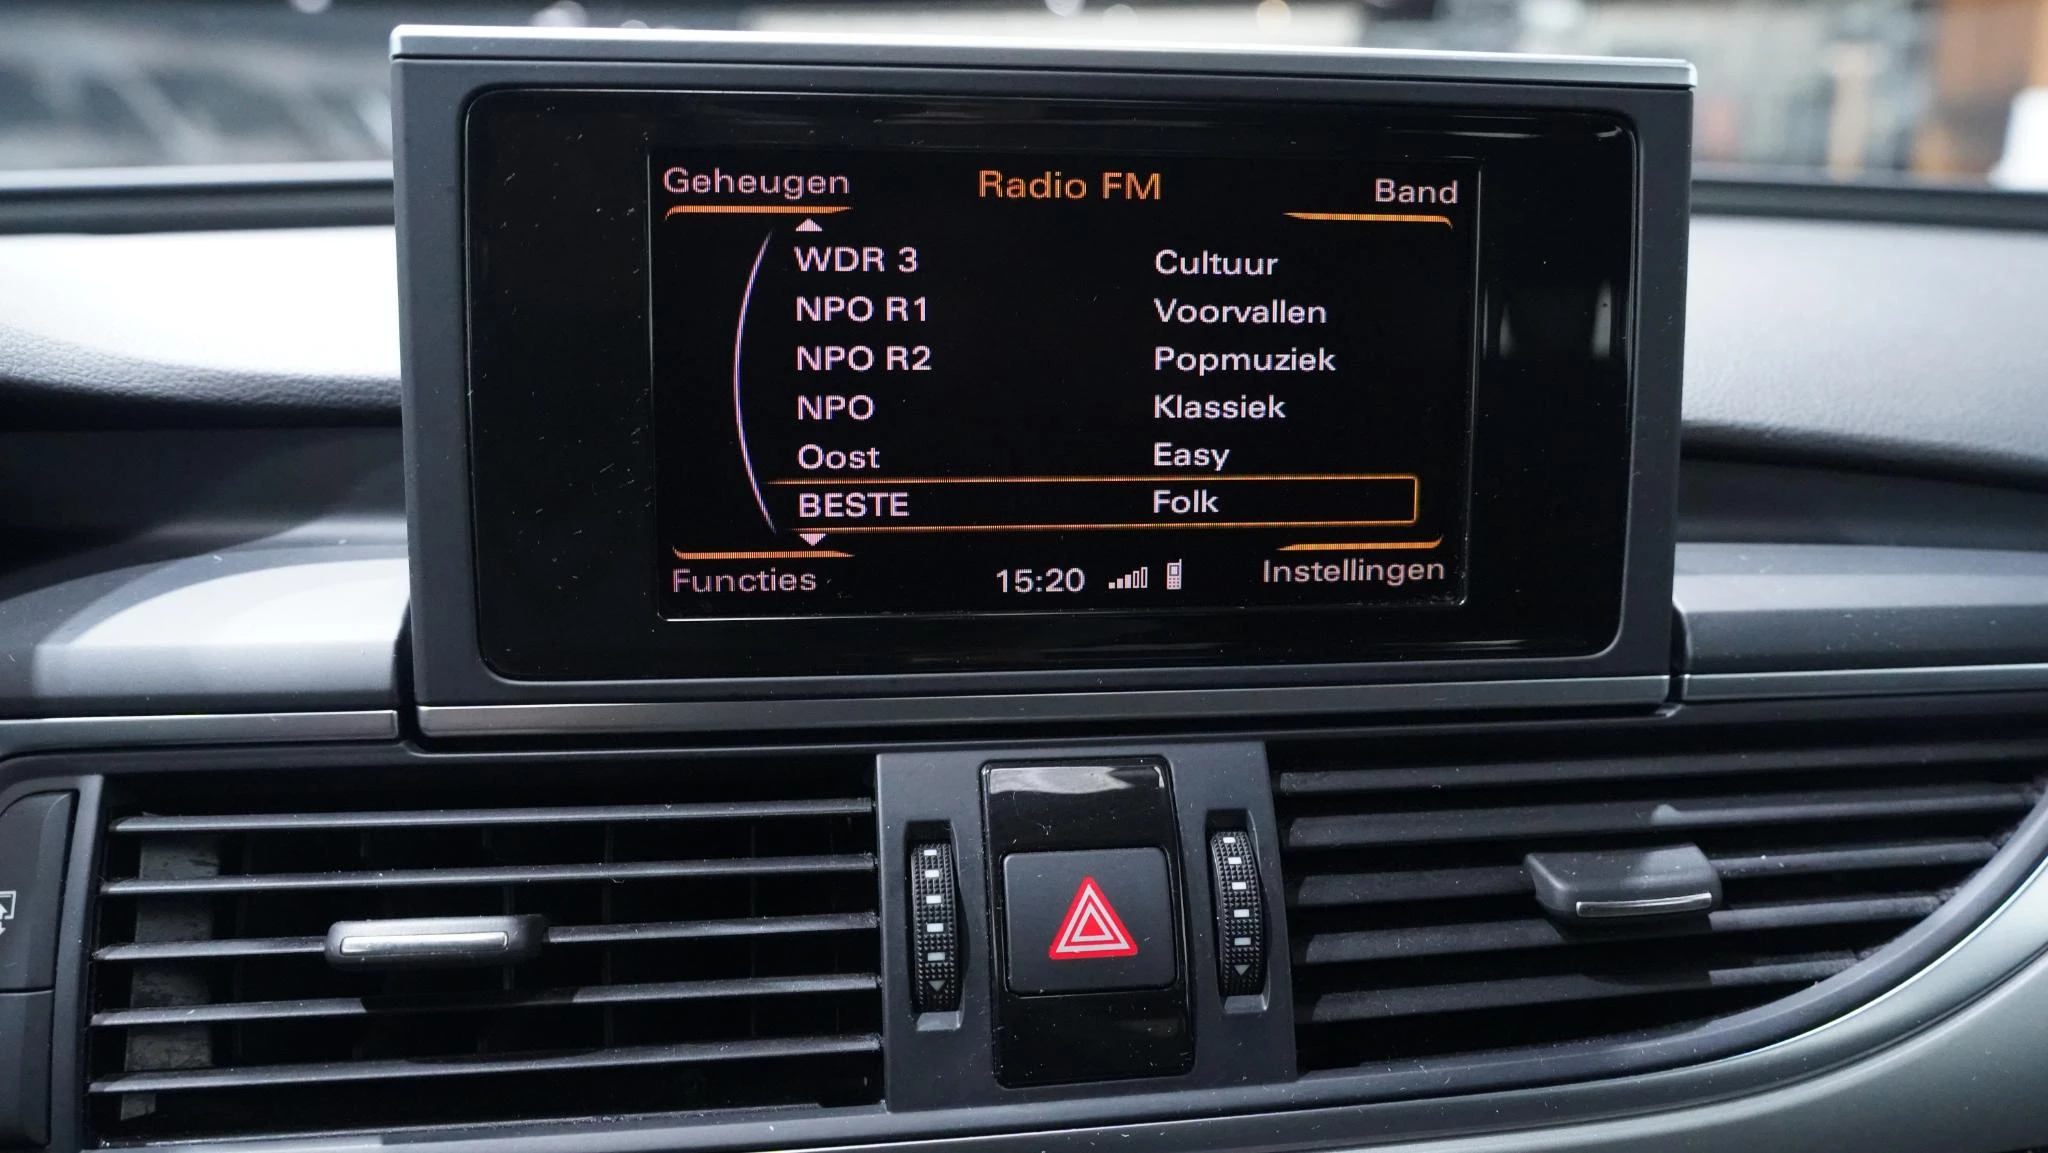 Geheugen Radio FM Band
WDR 3 Cultuur
NPO R1 Voorvallen
NPO R2 Popmuziek
NPO Klassiek
Oost Easy
BESTE Folk
Functies 15:20 Instellingen